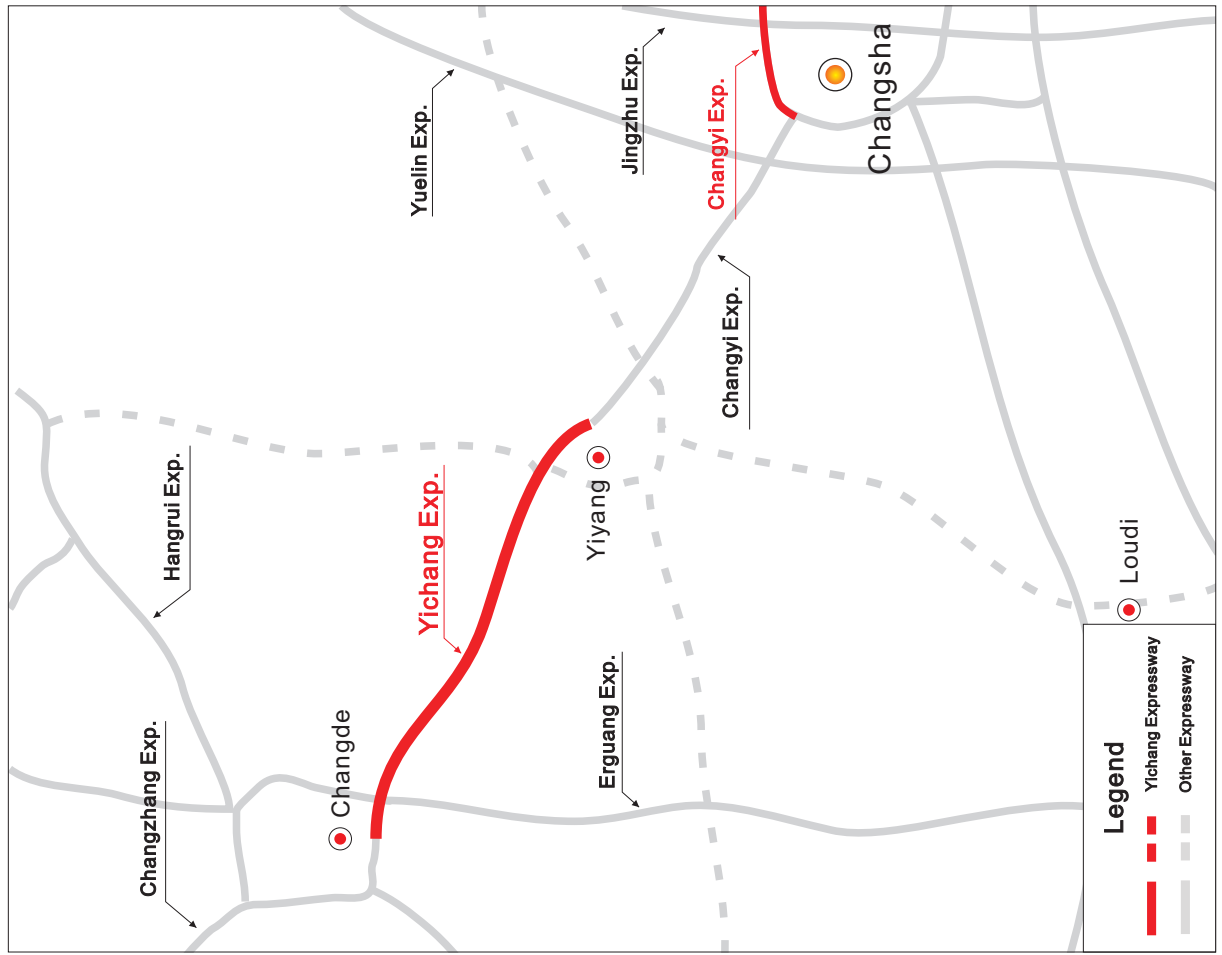 Changzhang Exp.
Hangrui Exp.
Changde
Yuelin Exp.
Yichang Exp.
Yiyang
Erguang Exp.
Jingzhu Exp.
Changyi Exp.
Changyi Exp.
Changsha
Loudi
Legend
Yichang Expressway
Other Expressway